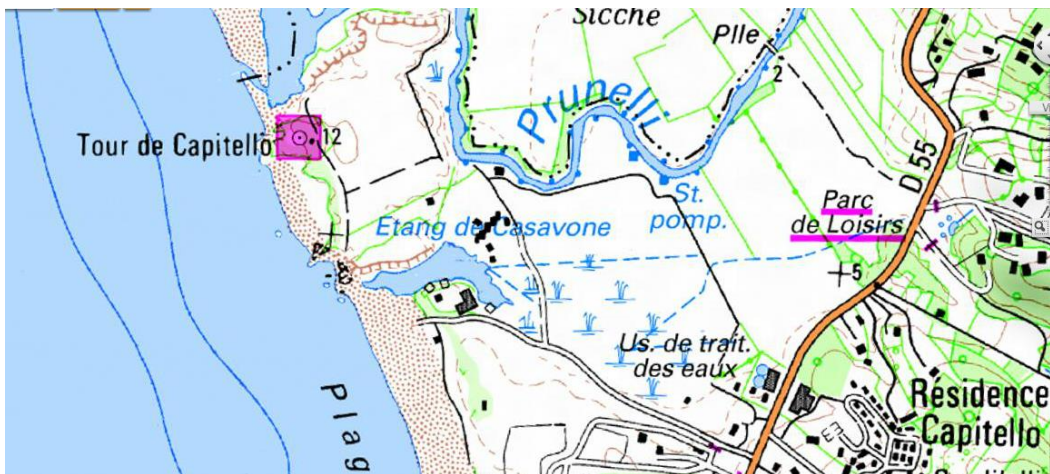 Sicché
Plle
2
Prunelli
Tour de Capitello
12
D 55
St.
pomp.
Parc
de Loisirs
Etang de Casavone
5
Us. de trait.
des eaux
Résidence
Capitello
Plag